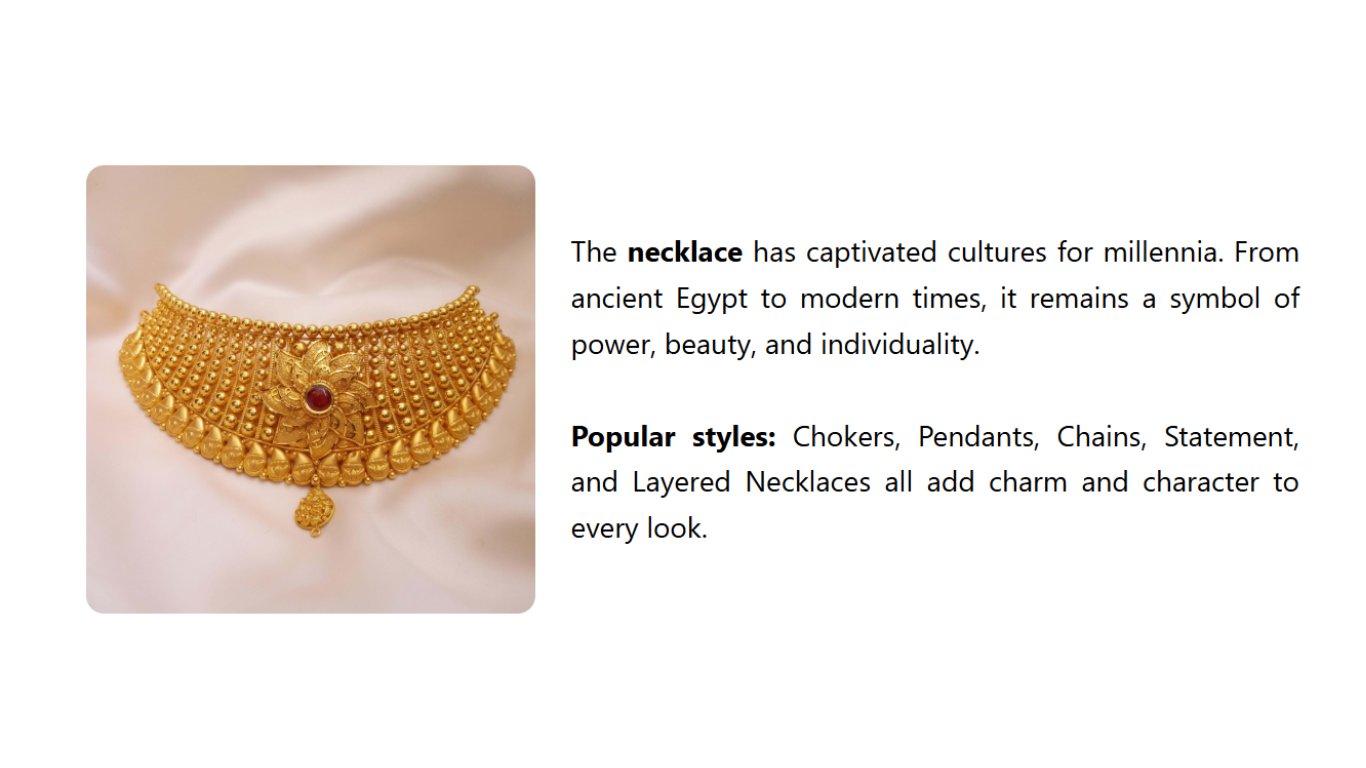 The necklace has captivated cultures for millennia. From
ancient Egypt to modern times, it remains a symbol of
power, beauty, and individuality.
Popular styles: Chokers, Pendants, Chains, Statement,
and Layered Necklaces all add charm and character to
every look.